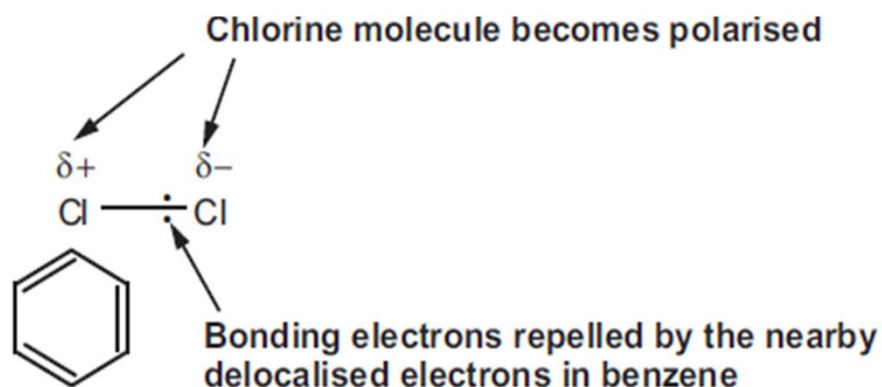 Chlorine molecule becomes polarised
δ+ δ−
Cl : Cl
Bonding electrons repelled by the nearby
delocalised electrons in benzene